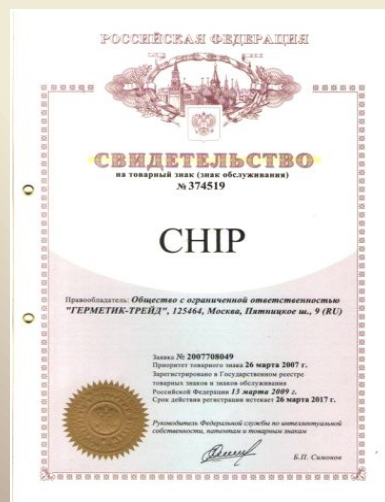 РОССИЙСКАЯ ФЕДЕРАЦИЯ
СВИДЕТЕЛЬСТВО
на товарный знак (знак обслуживания)
№ 374519
CHIP
Правообладатель: Общество с ограниченной ответственностью
"ГЕРМЕТИК-ТРЕЙД", 125464, Москва, Пятницкое ш., 9 (RU)
Заявка № 2007708049
Приоритет товарного знака 26 марта 2007 г.
Зарегистрировано в Государственном реестре
товарных знаков и знаков обслуживания
Российской Федерации 13 марта 2009 г.
Срок действия регистрации истекает 26 марта 2017 г.
Руководитель Федеральной службы по интеллектуальной
собственности, патентам и товарным знакам
Б.П. Симонов